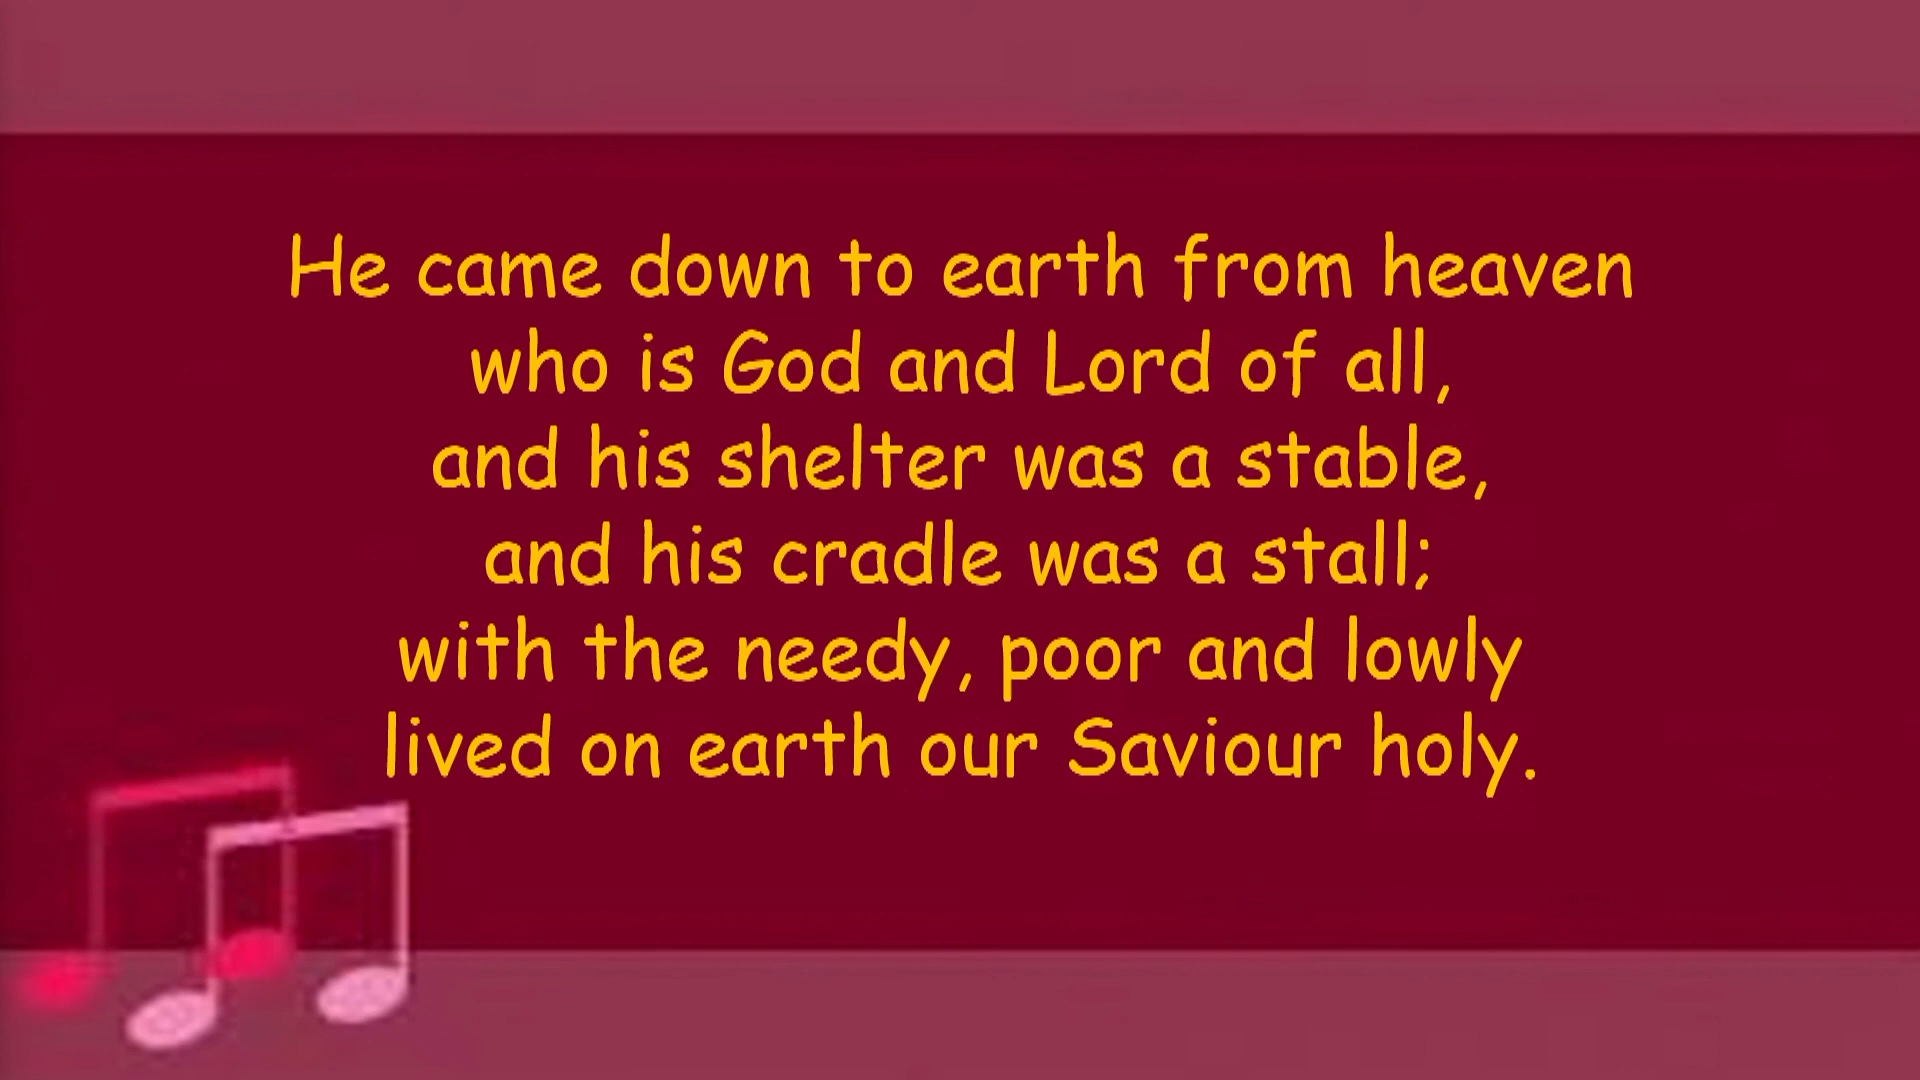 He came down to earth from heaven
who is God and Lord of all,
and his shelter was a stable,
and his cradle was a stall;
with the needy, poor and lowly
lived on earth our Saviour holy.